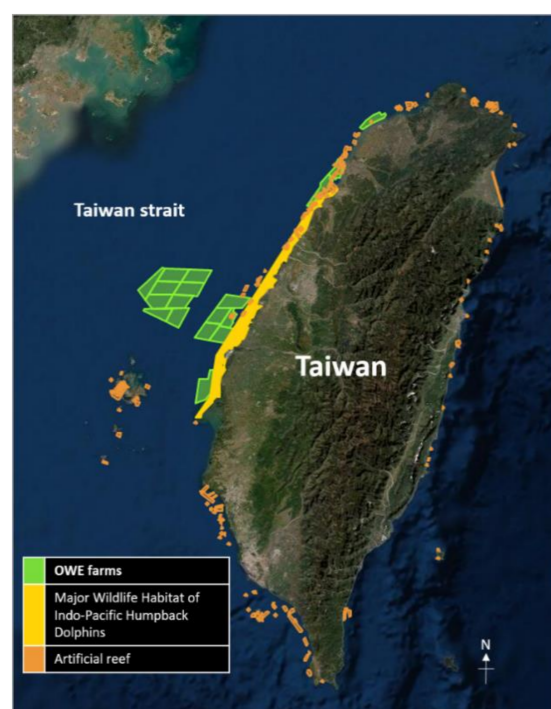 Taiwan strait
Taiwan
OWE farms
Major Wildlife Habitat of
Indo-Pacific Humpback
Dolphins
Artificial reef
N